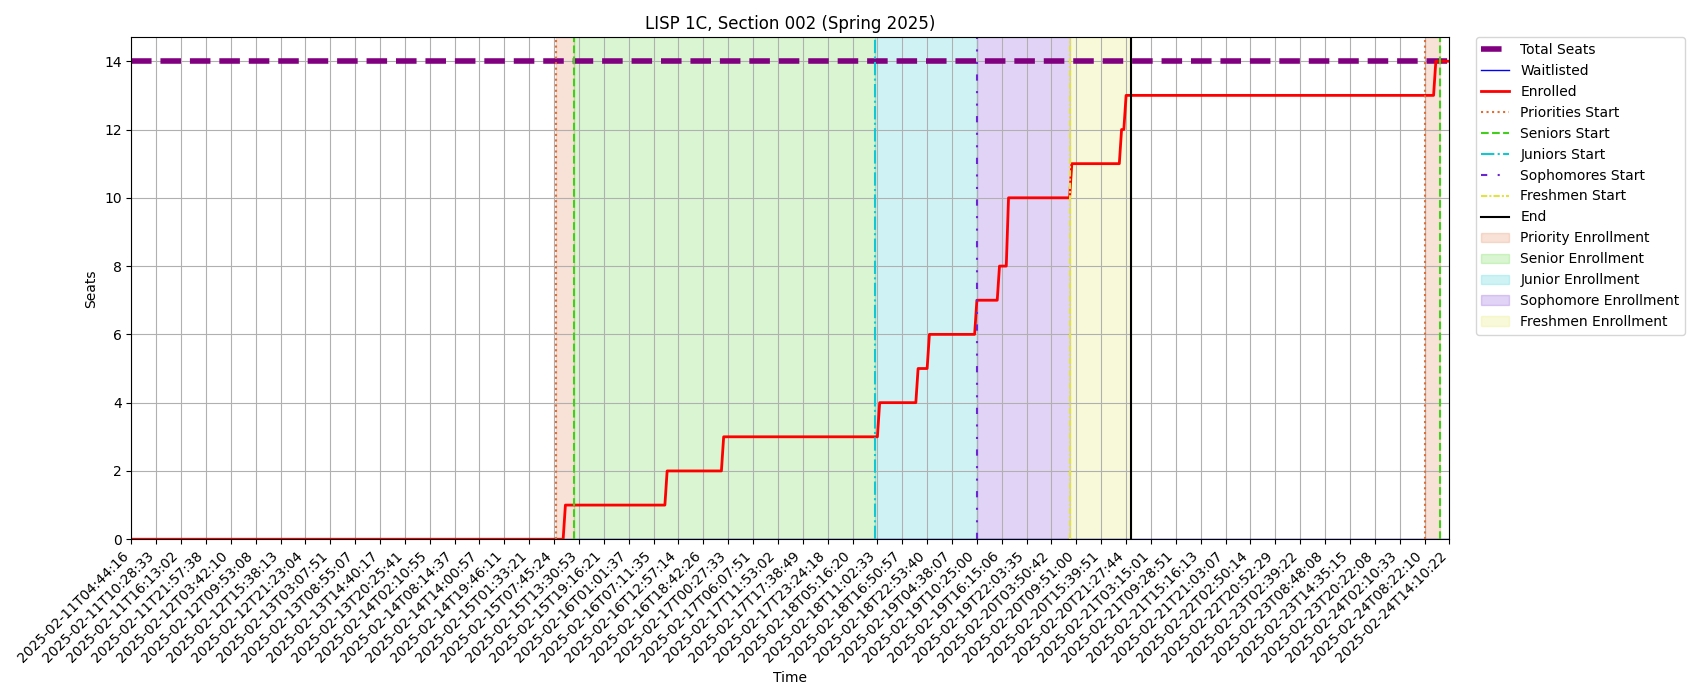 LISP 1C, Section 002 (Spring 2025)
Seats
14
12
10
8
6
4
2
0
2025-02-11T04:44:16
2025-02-11T10:28:33
2025-02-11T16:13:02
2025-02-11T21:57:38
2025-02-12T03:42:10
2025-02-12T09:53:08
2025-02-12T15:38:13
2025-02-12T21:23:04
2025-02-13T03:07:51
2025-02-13T08:55:07
2025-02-13T14:40:17
2025-02-13T20:25:41
2025-02-14T02:10:55
2025-02-14T08:14:37
2025-02-14T14:00:57
2025-02-14T19:46:11
2025-02-15T01:33:21
2025-02-15T07:45:24
2025-02-15T13:30:53
2025-02-15T19:16:21
2025-02-16T01:01:37
2025-02-16T07:11:35
2025-02-16T12:57:14
2025-02-16T18:42:26
2025-02-17T00:27:33
2025-02-17T06:07:51
2025-02-17T11:53:02
2025-02-17T17:38:49
2025-02-17T23:24:18
2025-02-18T05:16:20
2025-02-18T11:02:33
2025-02-18T16:50:57
2025-02-18T22:53:40
2025-02-19T04:38:07
2025-02-19T10:25:00
2025-02-19T16:15:06
2025-02-19T22:03:35
2025-02-20T03:50:42
2025-02-20T09:51:00
2025-02-20T15:39:51
2025-02-20T21:27:44
2025-02-21T03:15:01
2025-02-21T09:28:51
2025-02-21T15:16:13
2025-02-21T21:03:07
2025-02-22T02:50:14
2025-02-22T20:52:29
2025-02-23T02:39:22
2025-02-23T08:48:08
2025-02-23T14:35:15
2025-02-23T20:22:08
2025-02-24T02:10:33
2025-02-24T08:22:10
2025-02-24T14:10:22
Time
Total Seats
Waitlisted
Enrolled
Priorities Start
Seniors Start
Juniors Start
Sophomores Start
Freshmen Start
End
Priority Enrollment
Senior Enrollment
Junior Enrollment
Sophomore Enrollment
Freshmen Enrollment